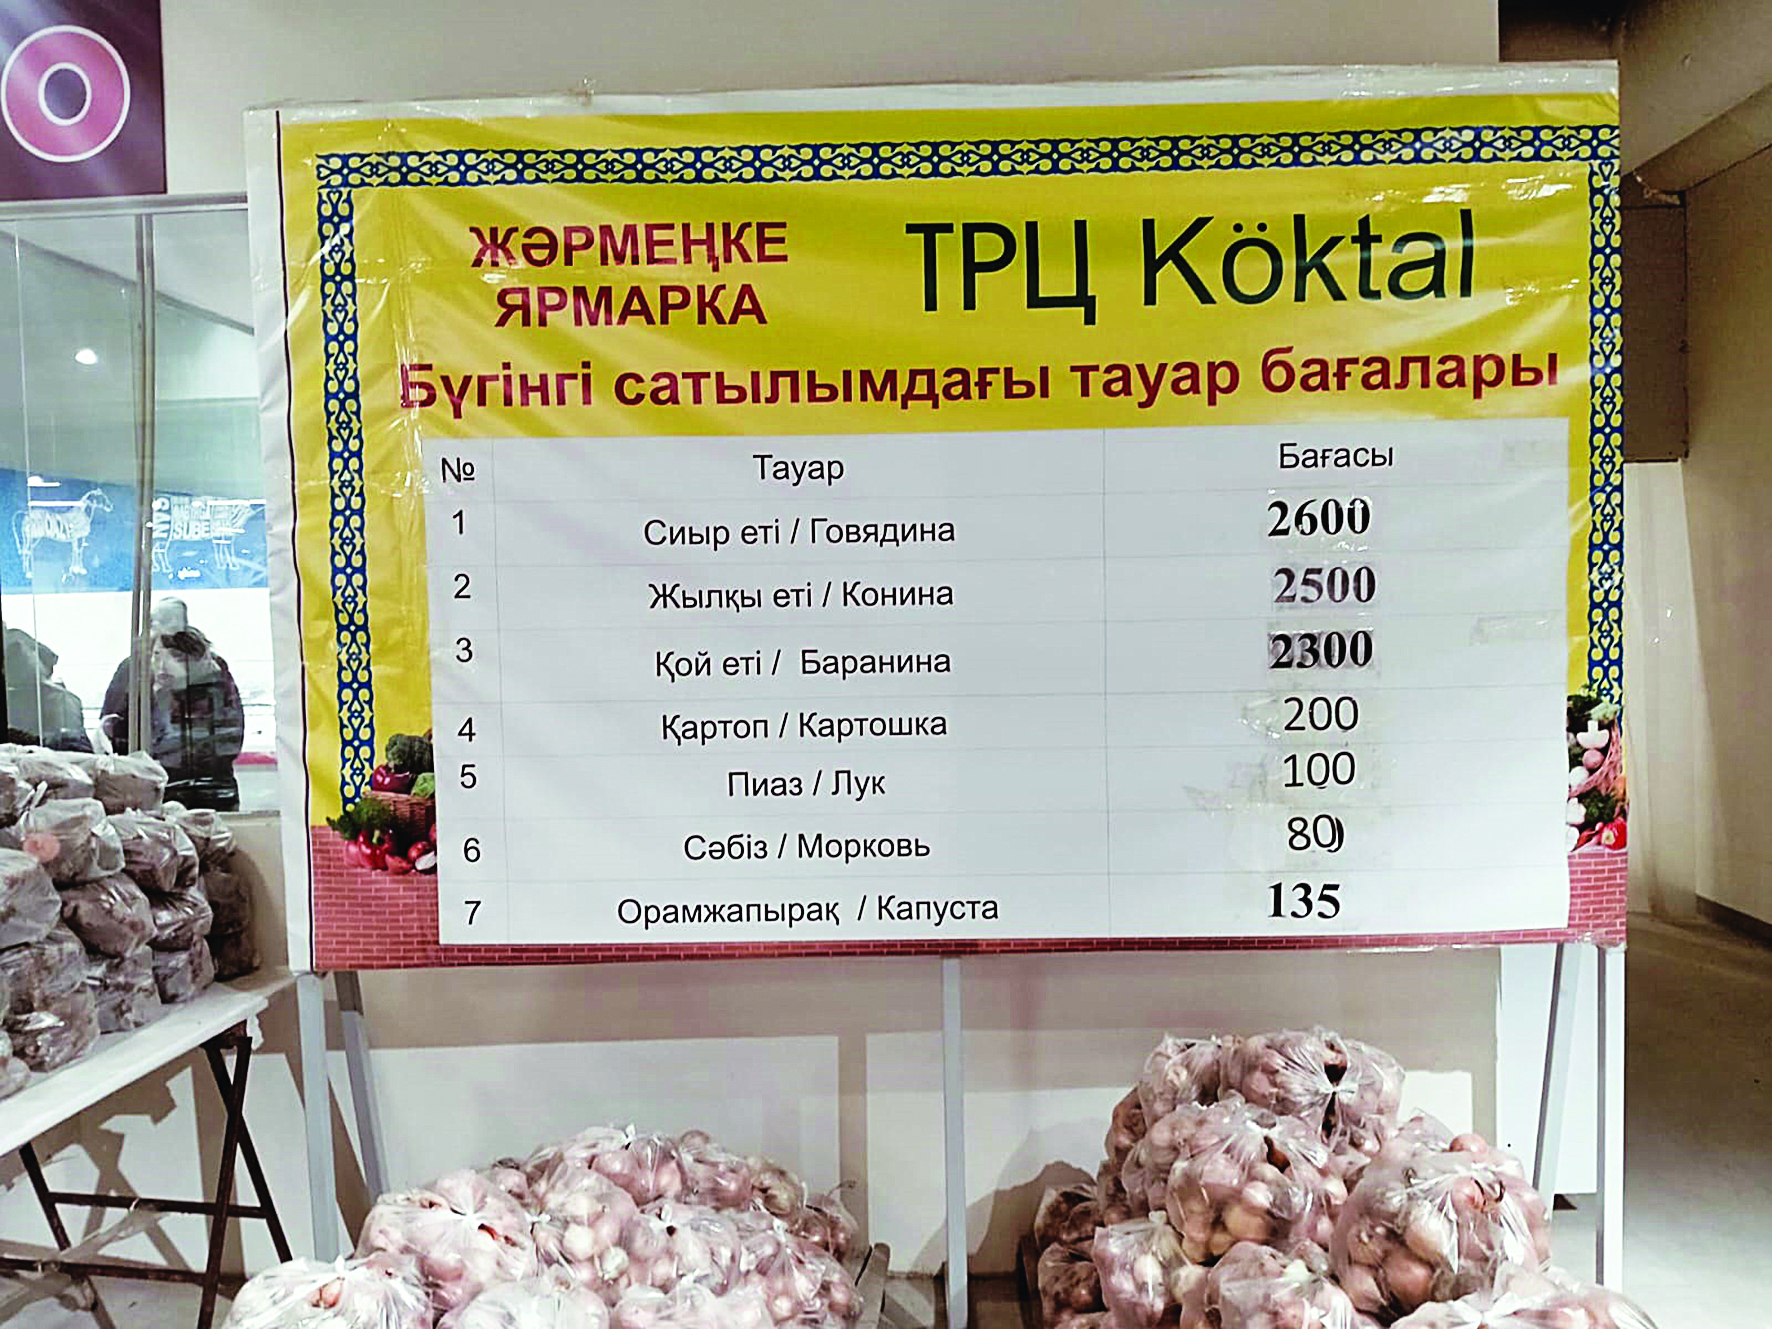 О
ЖӘРМЕҢКЕ
ЯРМАРКА
ТРЦ Köktal
Бүгінгі сатылымдағы тауар бағалары
№ Тауар Бағасы
1 Сиыр еті / Говядина 2600
2 Жылқы еті / Конина 2500
3 Қой еті / Баранина 2300
4 Қартоп / Картошка 200
5 Пиаз / Лук 100
6 Сәбіз / Морковь 80
7 Орамжапырақ / Капуста 135